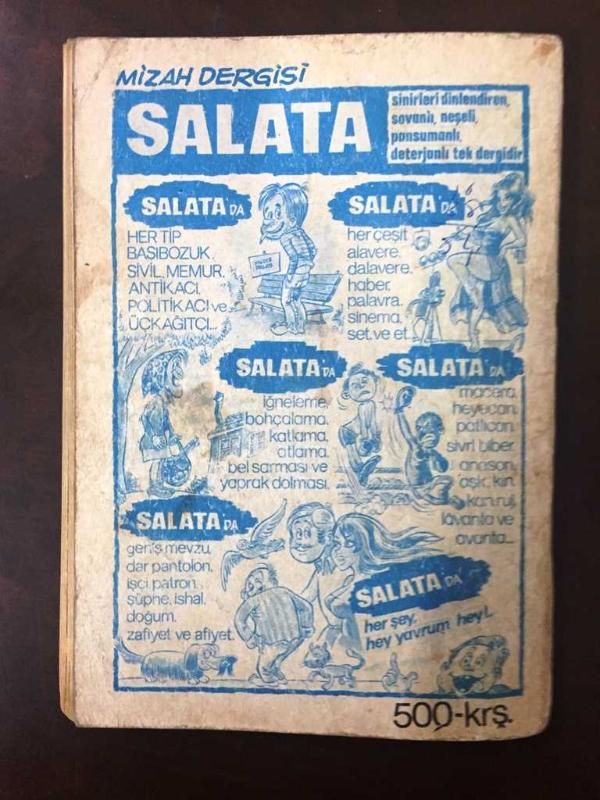 MİZAH DERGİSİ
SALATA
sinirleri dinlendiren,
sovanlı, neşeli,
pansumanlı,
deterjanlı tek dergidir
SALATA'DA
HER TİP
BAŞIBOZUK,
SİVİL, MEMUR,
ANTİKACI,
POLİTİKACI ve
ÜÇKAĞITÇI...
SALATA'DA
her çeşit
alavere,
dalavere,
haber,
palavra,
sinema,
set, ve et...
SALATA'DA
iğneleme,
bohçalama,
katlama,
atlama,
bel sarması ve
yaprak dolması.
SALATA'DA
macera,
heyecan,
patlıcan,
sivri biber,
anason,
aşk, kin,
kan, ruj,
lavanta ve
avanta...
SALATA'DA
geniş mevzu,
dar pantolon,
işçi patron,
şüphe, ishal,
doğum,
zafiyet ve afiyet.
SALATA'DA
her şey,
hey yavrum hey!..
500-krş.